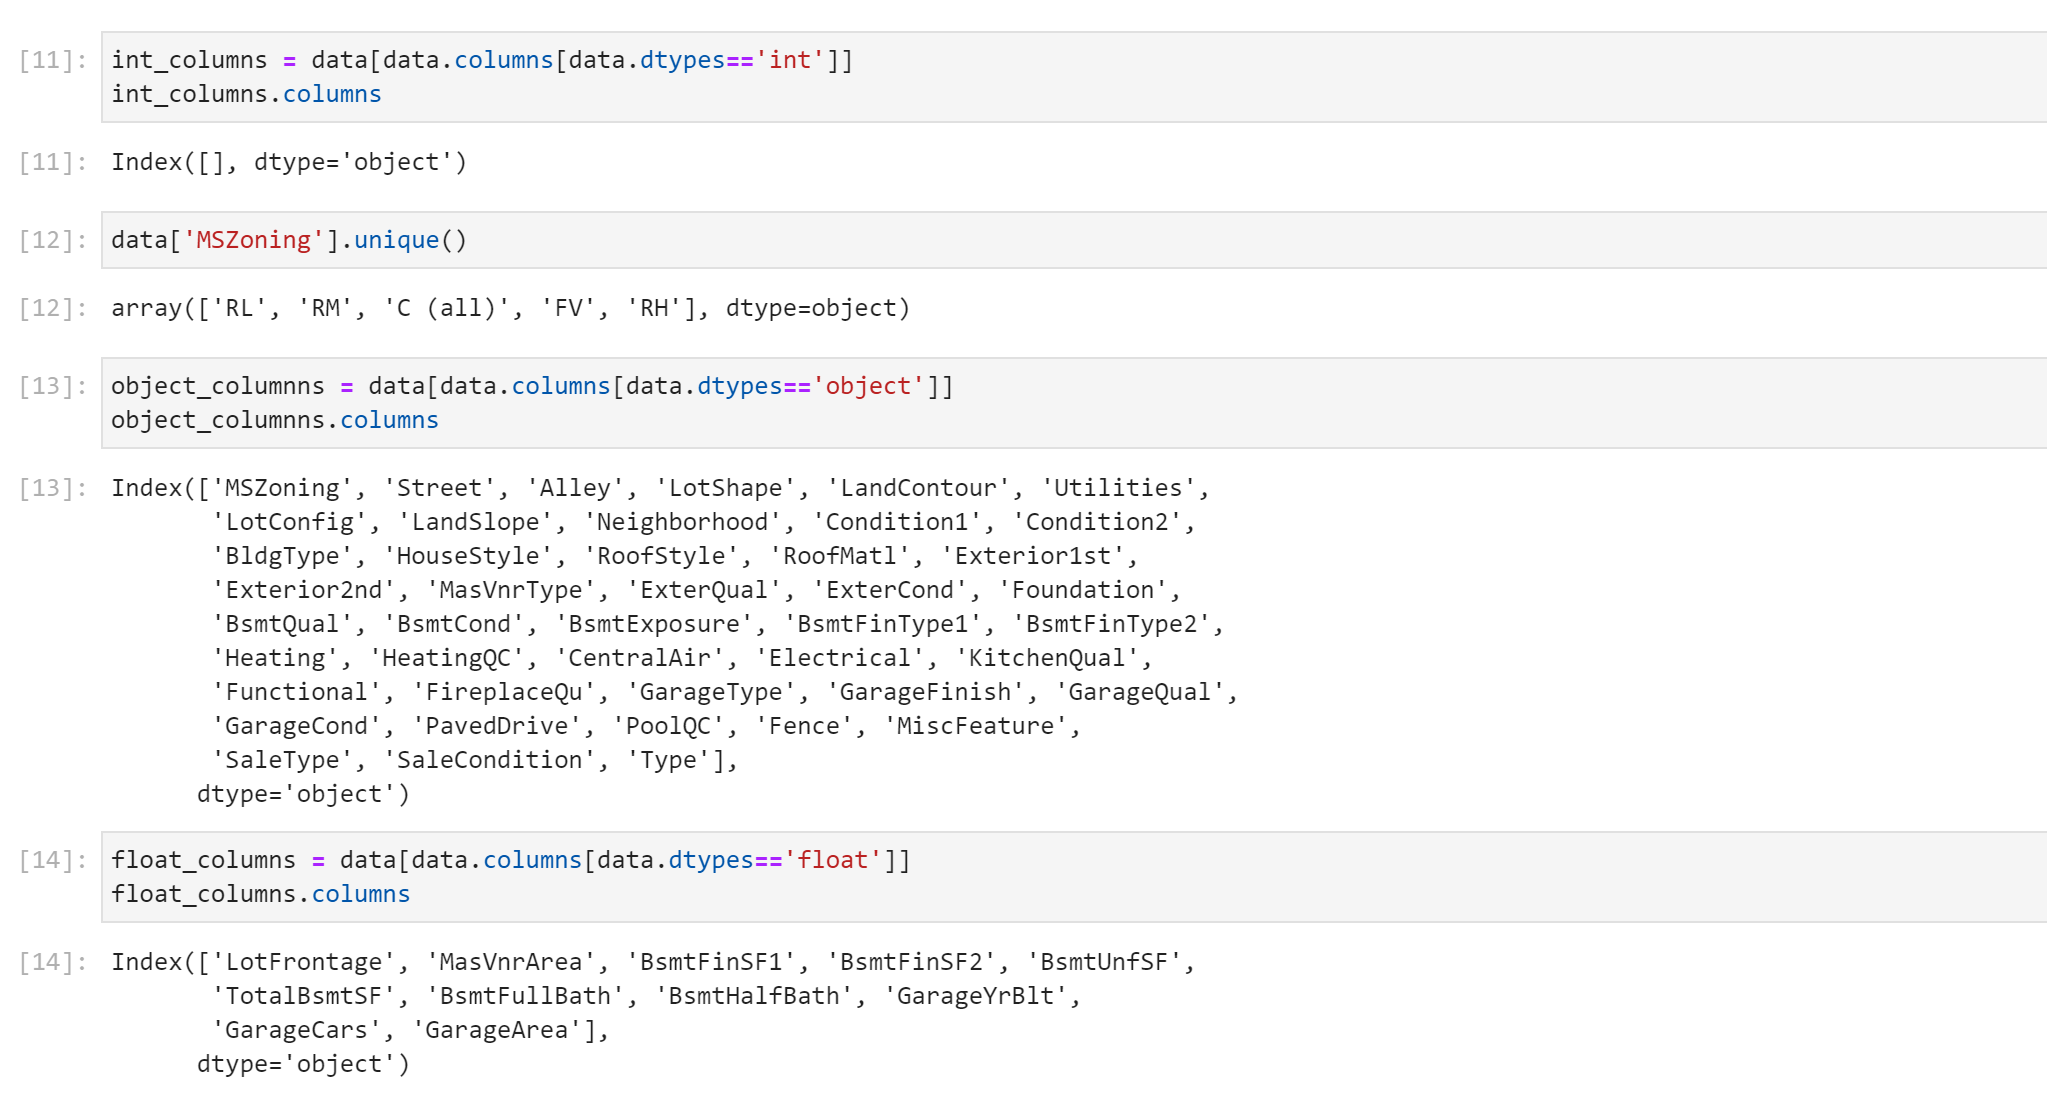 [11]: int_columns = data[data.columns[data.dtypes=='int']]
int_columns.columns
[11]: Index([], dtype='object')
[12]: data['MSZoning'].unique()
[12]: array(['RL', 'RM', 'C (all)', 'FV', 'RH'], dtype=object)
[13]: object_columnns = data[data.columns[data.dtypes=='object']]
object_columnns.columns
[13]: Index(['MSZoning', 'Street', 'Alley', 'LotShape', 'LandContour', 'Utilities',
'LotConfig', 'LandSlope', 'Neighborhood', 'Condition1', 'Condition2',
'BldgType', 'HouseStyle', 'RoofStyle', 'RoofMatl', 'Exterior1st',
'Exterior2nd', 'MasVnrType', 'ExterQual', 'ExterCond', 'Foundation',
'BsmtQual', 'BsmtCond', 'BsmtExposure', 'BsmtFinType1', 'BsmtFinType2',
'Heating', 'HeatingQC', 'CentralAir', 'Electrical', 'KitchenQual',
'Functional', 'FireplaceQu', 'GarageType', 'GarageFinish', 'GarageQual',
'GarageCond', 'PavedDrive', 'PoolQC', 'Fence', 'MiscFeature',
'SaleType', 'SaleCondition', 'Type'],
dtype='object')
[14]: float_columns = data[data.columns[data.dtypes=='float']]
float_columns.columns
[14]: Index(['LotFrontage', 'MasVnrArea', 'BsmtFinSF1', 'BsmtFinSF2', 'BsmtUnfSF',
'TotalBsmtSF', 'BsmtFullBath', 'BsmtHalfBath', 'GarageYrBlt',
'GarageCars', 'GarageArea'],
dtype='object')